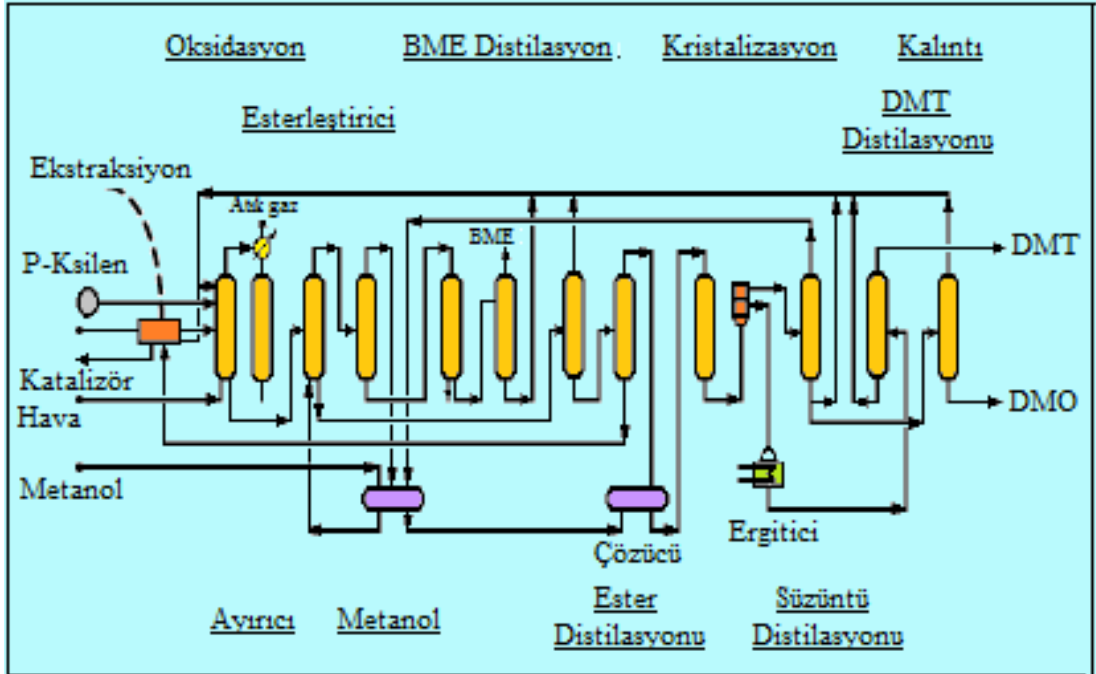 Oksidasyon
BME Distilasyon.
Kristalizasyon
Kalıntı
Esterleştirici
DMT
Distilasyonu
Ekstraksiyon
Atık gaz
BME
P-Ksilen
DMT
Katalizör
Hava
DMO
Metanol
Çözücü
Ergitici
Ayırıcı
Metanol
Ester
Distilasyonu
Süzüntü
Distilasyonu